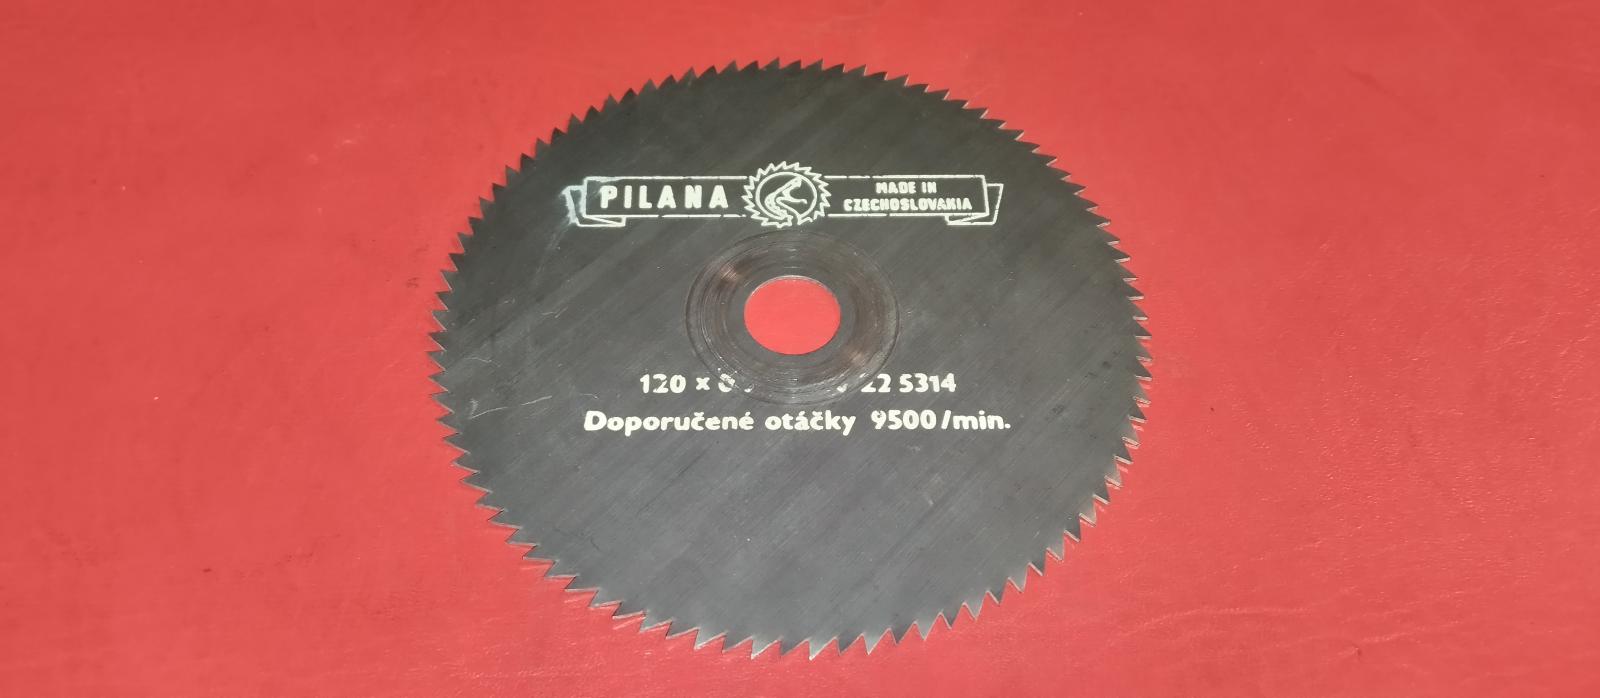 PILANA
MADE IN
CZECHOSLOVAKIA
120 × 22 5314
Doporučené otáčky 9500/min.